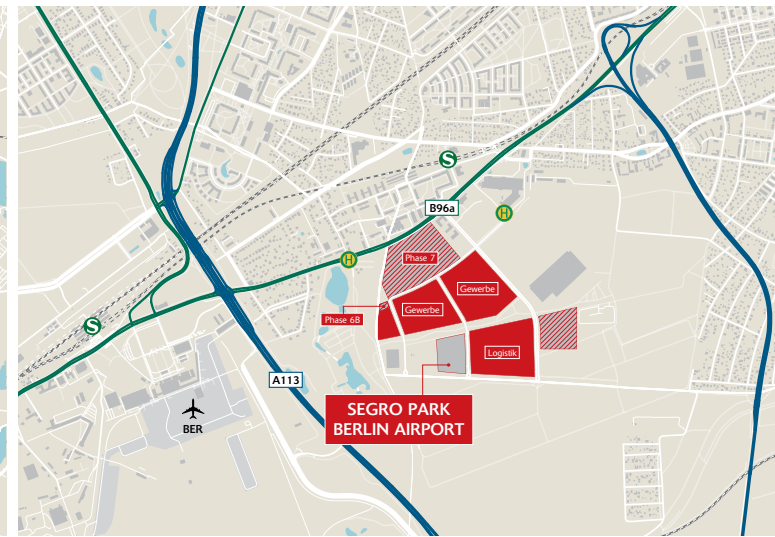 S
B96a
H
H
Phase 7
Gewerbe
Gewerbe
Phase 6B
S
Logistik
A113
SEGRO PARK
BERLIN AIRPORT
BER